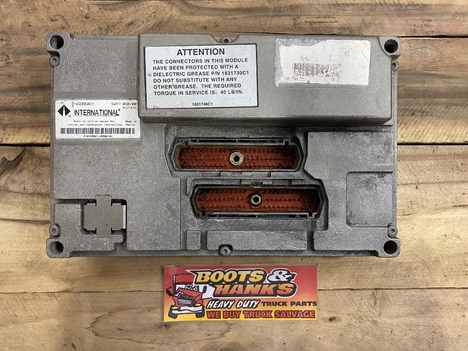 ATTENTION
THE CONNECTORS IN THIS MODULE
HAVE BEEN PROTECTED WITH A
DIELECTRIC GREASE P/N 1831739C1
DO NOT SUBSTITUTE WITH ANY
OTHER GREASE. THE REQUIRED
TORQUE IN SERVICE IS: 40 LB/IN.
1831746C1
INTERNATIONAL
BOOTS &
HANKS
HEAVY DUTY TRUCK PARTS
WE BUY TRUCK SALVAGE